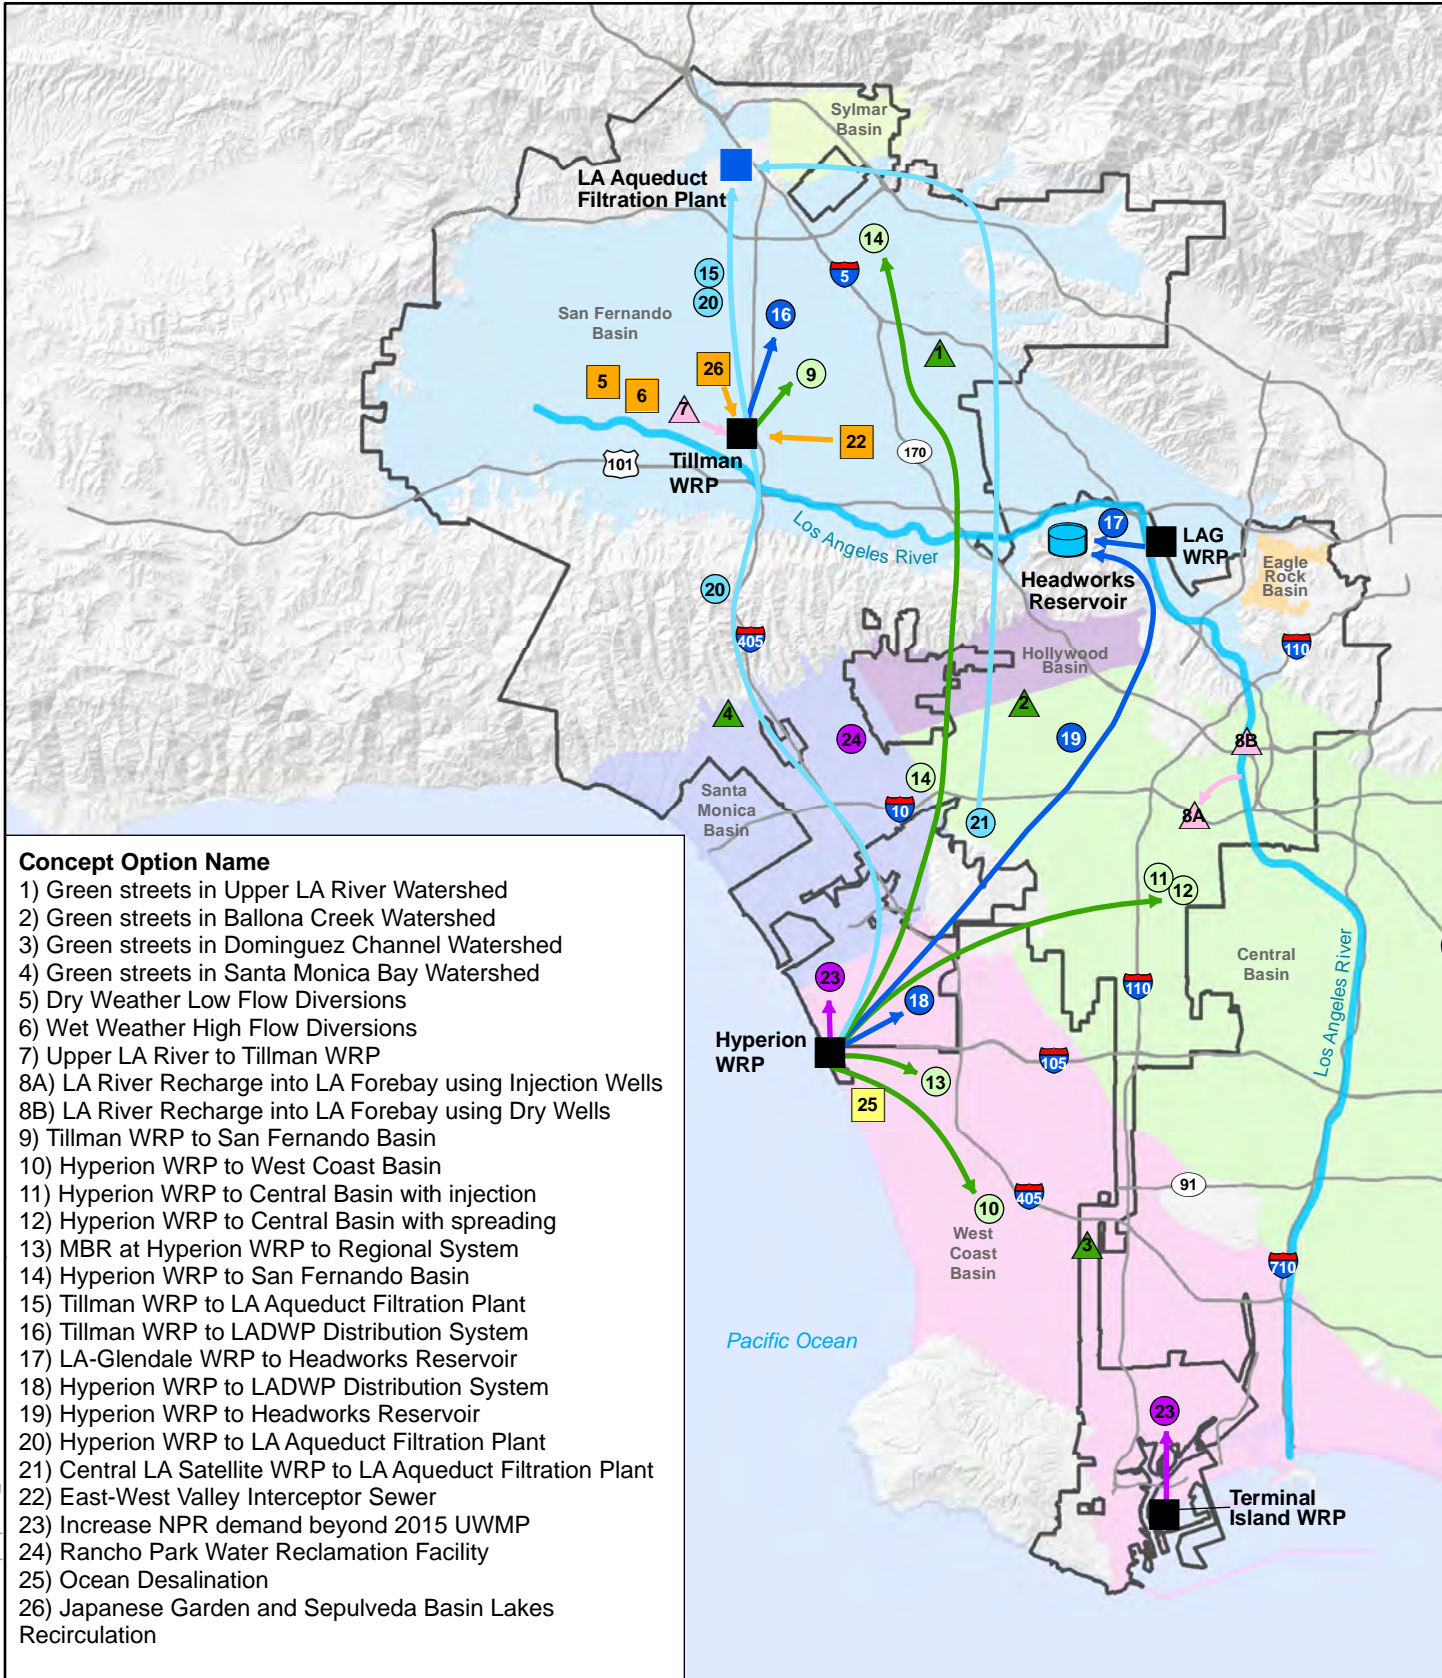 Sylmar
Basin
LA Aqueduct
Filtration Plant
14
5
15
20
San Fernando
Basin
16
1
26
9
5
6
7
22
170
101
Tillman
WRP
Los Angeles River
17
LAG
WRP
Headworks
Reservoir
Eagle
Rock
Basin
20
405
110
Hollywood
Basin
4
2
24
19
8B
14
Santa
Monica
Basin
10
21
8A
11
12
Central
Basin
Los Angeles River
23
18
110
Hyperion
WRP
105
13
25
405
91
10
West
Coast
Basin
3
710
Pacific Ocean
23
Terminal
Island WRP
Concept Option Name
1) Green streets in Upper LA River Watershed
2) Green streets in Ballona Creek Watershed
3) Green streets in Dominguez Channel Watershed
4) Green streets in Santa Monica Bay Watershed
5) Dry Weather Low Flow Diversions
6) Wet Weather High Flow Diversions
7) Upper LA River to Tillman WRP
8A) LA River Recharge into LA Forebay using Injection Wells
8B) LA River Recharge into LA Forebay using Dry Wells
9) Tillman WRP to San Fernando Basin
10) Hyperion WRP to West Coast Basin
11) Hyperion WRP to Central Basin with injection
12) Hyperion WRP to Central Basin with spreading
13) MBR at Hyperion WRP to Regional System
14) Hyperion WRP to San Fernando Basin
15) Tillman WRP to LA Aqueduct Filtration Plant
16) Tillman WRP to LADWP Distribution System
17) LA-Glendale WRP to Headworks Reservoir
18) Hyperion WRP to LADWP Distribution System
19) Hyperion WRP to Headworks Reservoir
20) Hyperion WRP to LA Aqueduct Filtration Plant
21) Central LA Satellite WRP to LA Aqueduct Filtration Plant
22) East-West Valley Interceptor Sewer
23) Increase NPR demand beyond 2015 UWMP
24) Rancho Park Water Reclamation Facility
25) Ocean Desalination
26) Japanese Garden and Sepulveda Basin Lakes
Recirculation